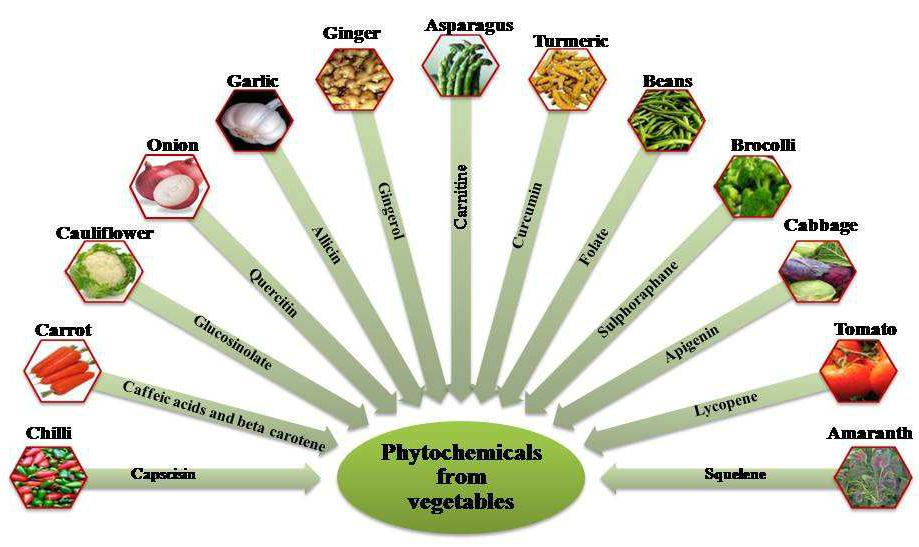 Asparagus
Ginger
Turmeric
Garlic
Beans
Onion
Brocolli
Cauliflower
Cabbage
Carrot
Tomato
Chilli
Amaranth
Capscisin
Caffeic acids and beta carotene
Glucosinolate
Quercitin
Allicin
Gingerol
Carnitine
Curcumin
Folate
Sulphoraphane
Apigenin
Lycopene
Squelene
Phytochemicals
from
vegetables